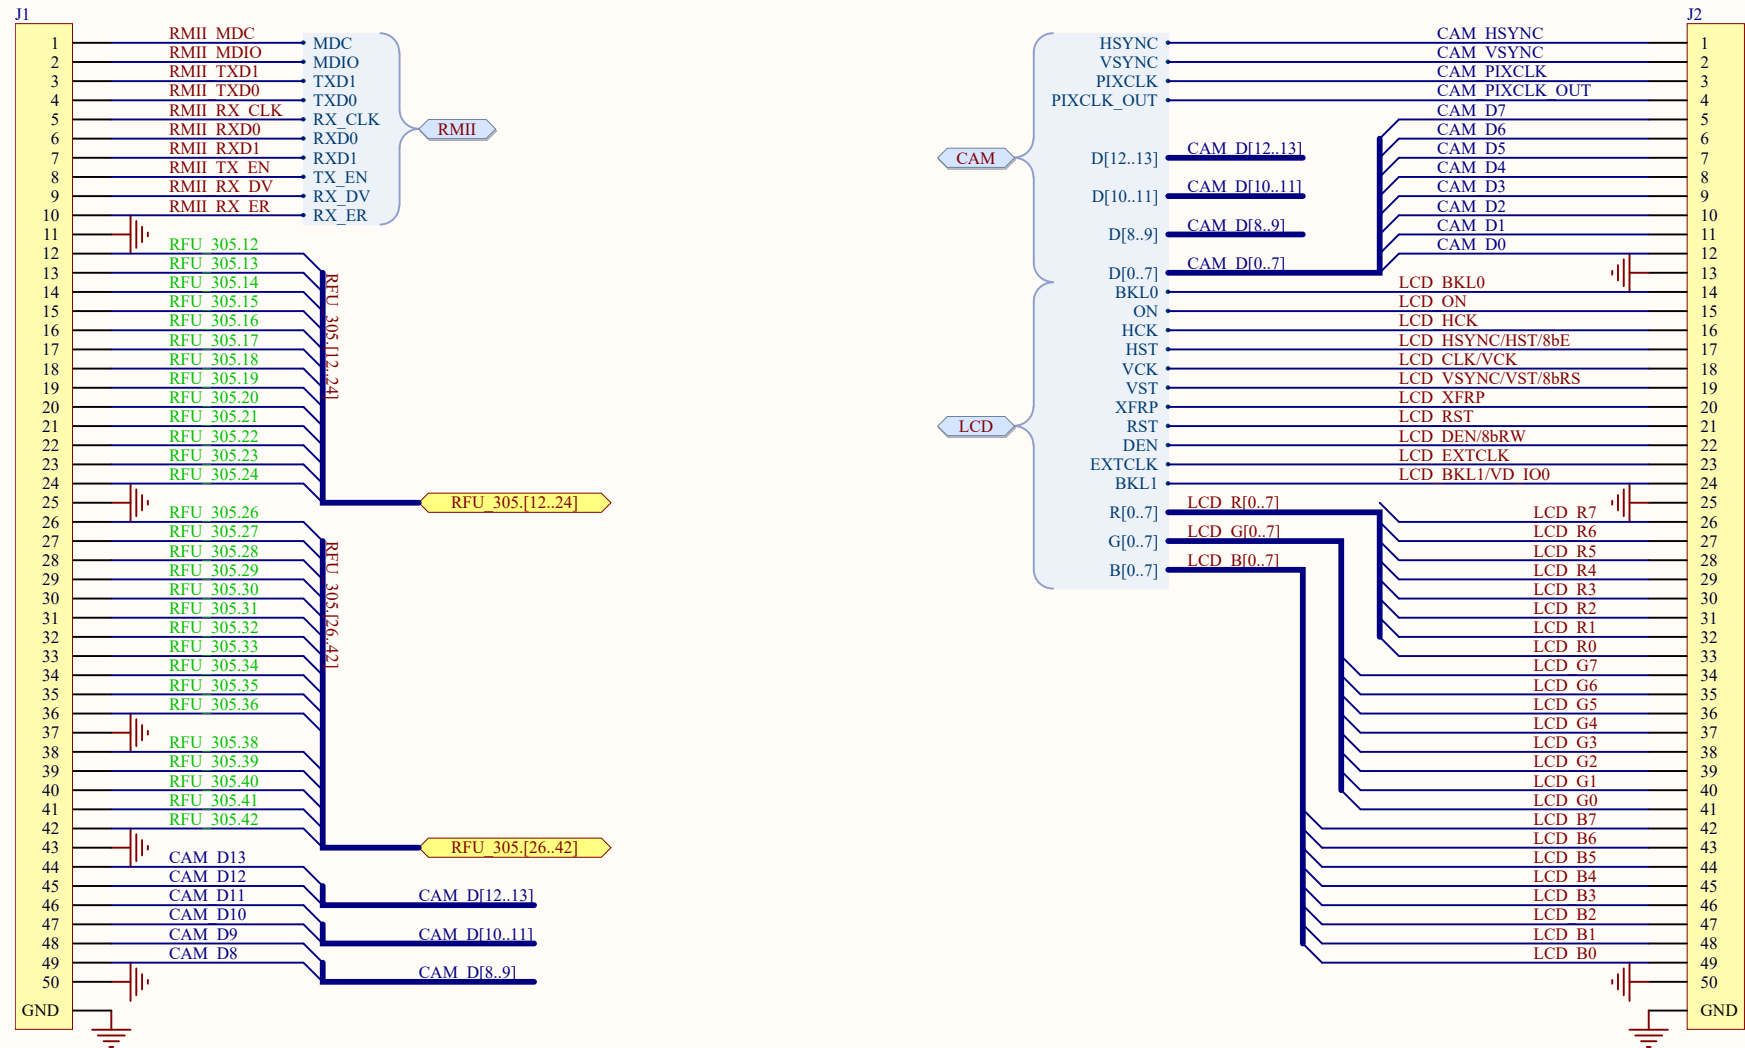 J1
1 RMII_MDC MDC
2 RMII_MDIO MDIO
3 RMII_TXD1 TXD1
4 RMII_TXD0 TXD0
5 RMII_RX_CLK RX_CLK
6 RMII_RXD0 RXD0
7 RMII_RXD1 RXD1
8 RMII_TX_EN TX_EN
9 RMII_RX_DV RX_DV
10 RMII_RX_ER RX_ER
RMII
11
12 RFU_305.12
13 RFU_305.13
14 RFU_305.14
15 RFU_305.15
16 RFU_305.16
17 RFU_305.17
18 RFU_305.18
19 RFU_305.19
20 RFU_305.20
21 RFU_305.21
22 RFU_305.22
23 RFU_305.23
24 RFU_305.24
RFU_305.[12..24]
RFU_305.[12..24]
25
26 RFU_305.26
27 RFU_305.27
28 RFU_305.28
29 RFU_305.29
30 RFU_305.30
31 RFU_305.31
32 RFU_305.32
33 RFU_305.33
34 RFU_305.34
35 RFU_305.35
36 RFU_305.36
37
38 RFU_305.38
39 RFU_305.39
40 RFU_305.40
41 RFU_305.41
42 RFU_305.42
RFU_305.[26..42]
RFU_305.[26..42]
43
44 CAM_D13
45 CAM_D12
46 CAM_D11
CAM_D[12..13]
47 CAM_D10
48 CAM_D9
CAM_D[10..11]
49 CAM_D8
50
CAM_D[8..9]
GND
J2
HSYNC CAM_HSYNC 1
VSYNC CAM_VSYNC 2
PIXCLK CAM_PIXCLK 3
PIXCLK_OUT CAM_PIXCLK_OUT 4
CAM_D7 5
CAM_D6 6
CAM
D[12..13] CAM_D[12..13] CAM_D5 7
CAM_D4 8
D[10..11] CAM_D[10..11] CAM_D3 9
CAM_D2 10
D[8..9] CAM_D[8..9] CAM_D1 11
CAM_D0 12
D[0..7] CAM_D[0..7] 13
BKL0 LCD_BKL0 14
ON LCD_ON 15
HCK LCD_HCK 16
HST LCD_HSYNC/HST/8bE 17
VCK LCD_CLK/VCK 18
VST LCD_VSYNC/VST/8bRS 19
XFRP LCD_XFRP 20
LCD
RST LCD_RST 21
DEN LCD_DEN/8bRW 22
EXTCLK LCD_EXTCLK 23
BKL1 LCD_BKL1/VD_IO0 24
25
R[0..7] LCD_R[0..7] LCD_R7 26
G[0..7] LCD_G[0..7] LCD_R6 27
B[0..7] LCD_B[0..7] LCD_R5 28
LCD_R4 29
LCD_R3 30
LCD_R2 31
LCD_R1 32
LCD_R0 33
LCD_G7 34
LCD_G6 35
LCD_G5 36
LCD_G4 37
LCD_G3 38
LCD_G2 39
LCD_G1 40
LCD_G0 41
LCD_B7 42
LCD_B6 43
LCD_B5 44
LCD_B4 45
LCD_B3 46
LCD_B2 47
LCD_B1 48
LCD_B0 49
50
GND